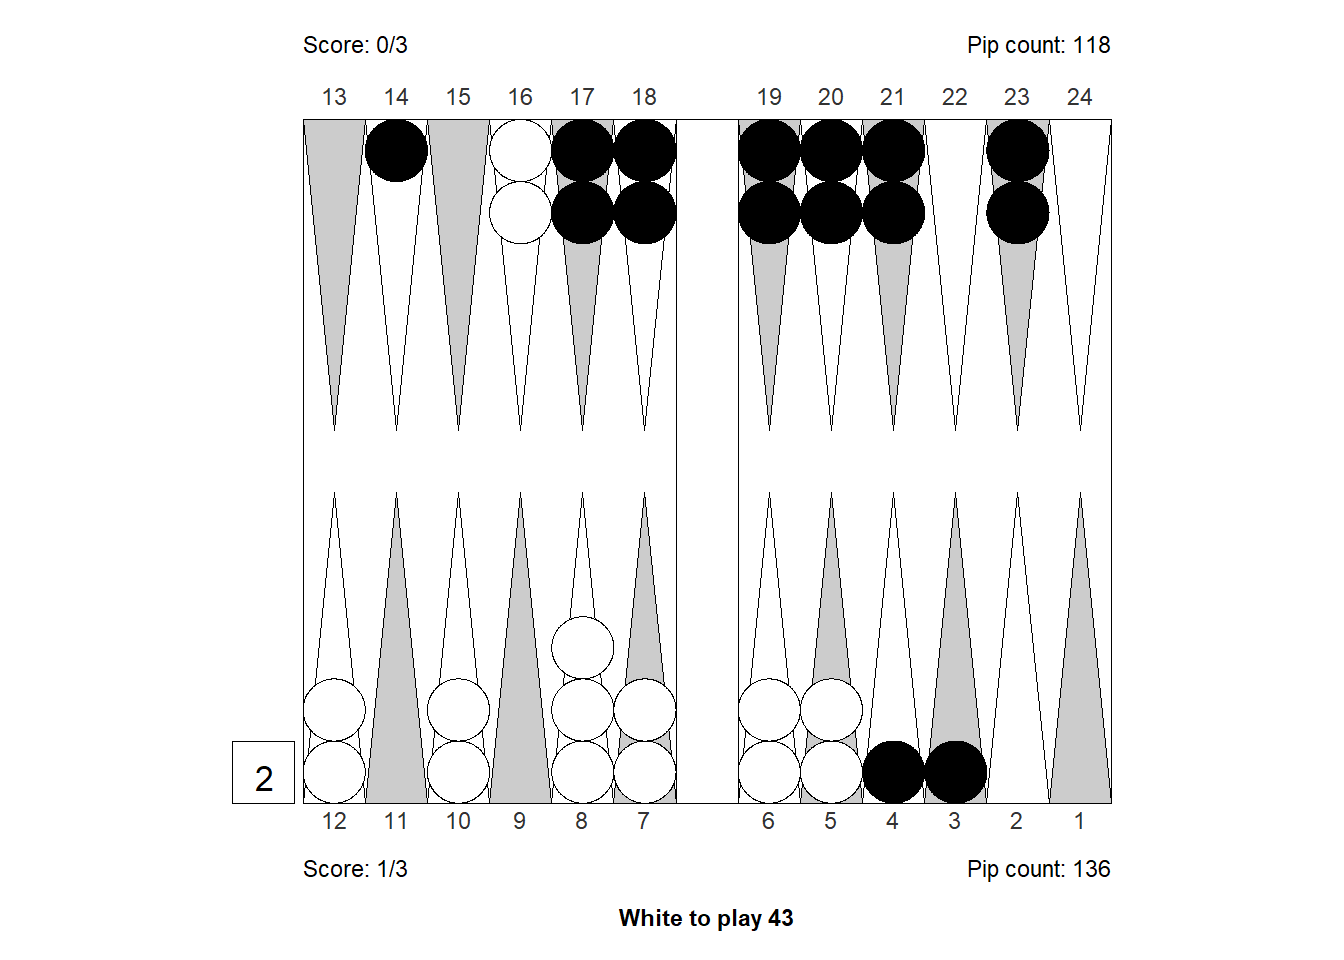 Score: 0/3 Pip count: 118
13 14 15 16 17 18 19 20 21 22 23 24
2
12 11 10 9 8 7 6 5 4 3 2 1
Score: 1/3 Pip count: 136
White to play 43